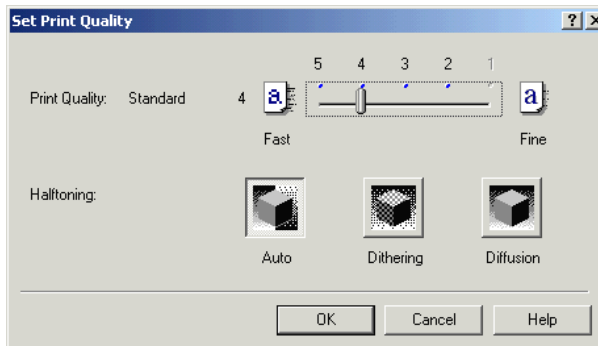 Set Print Quality
5 4 3 2 1
Print Quality: Standard 4 a a
Fast Fine
Halftoning:
Auto Dithering Diffusion
OK Cancel Help